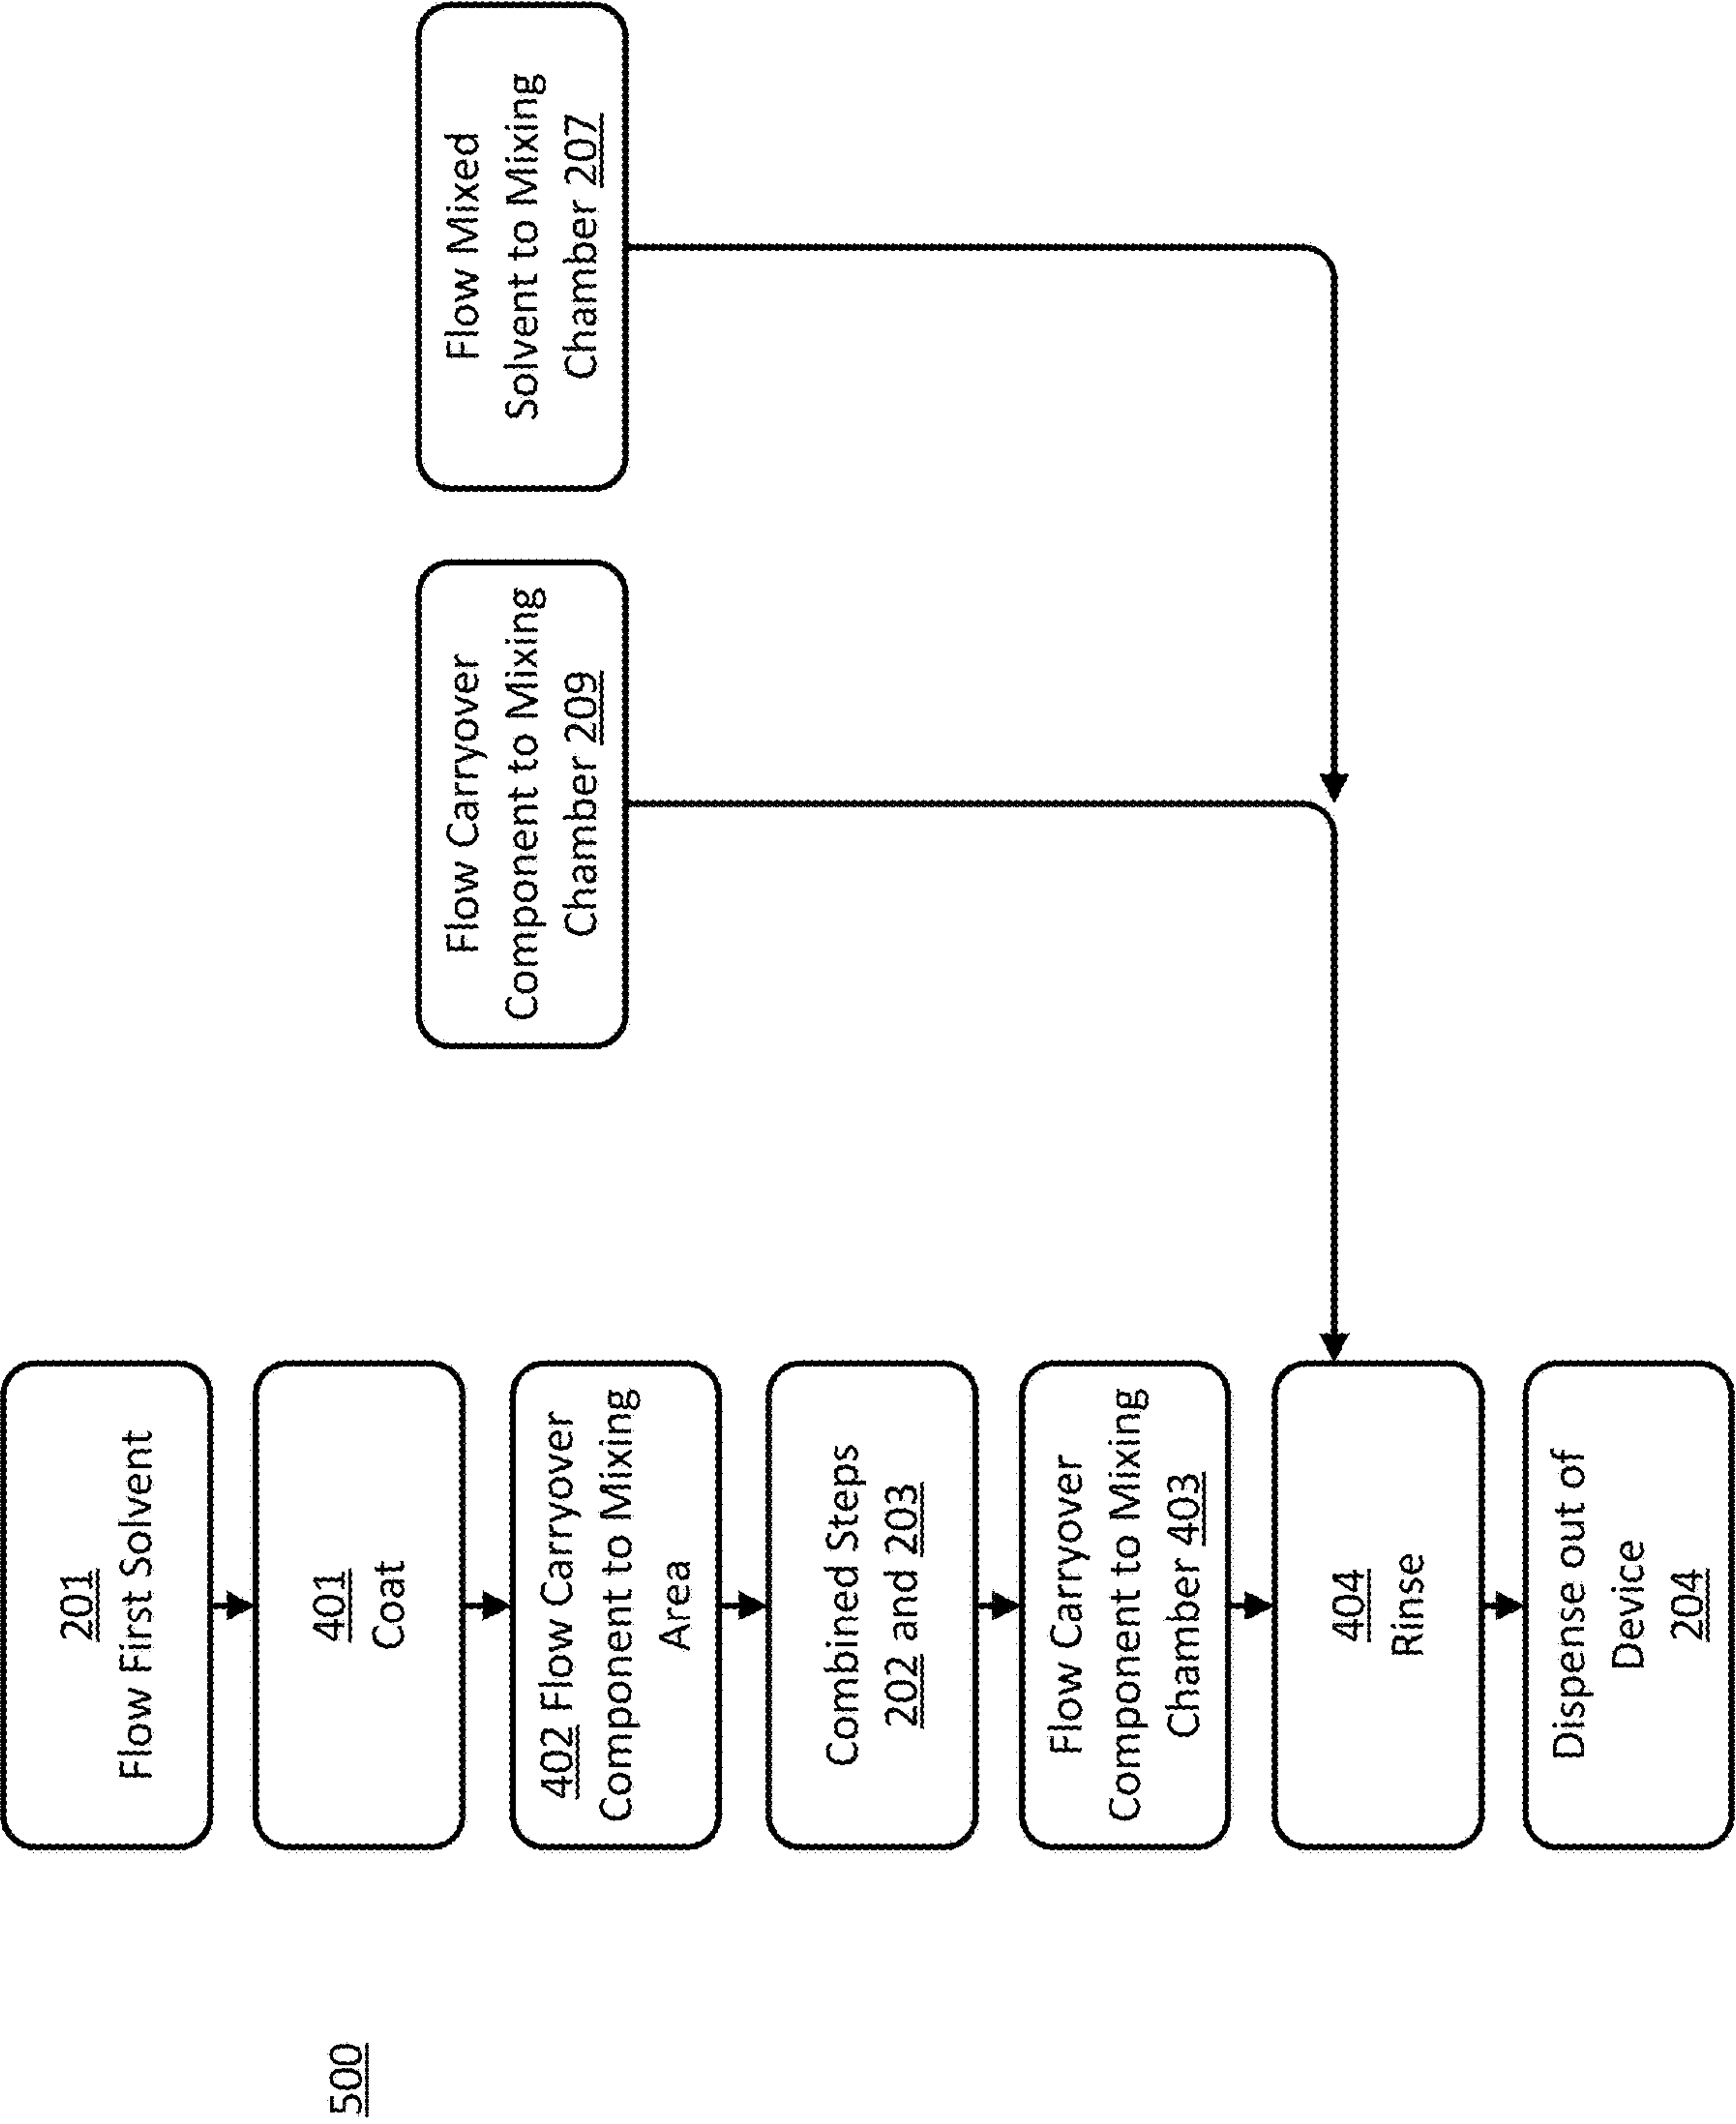 500
201
Flow First Solvent
401
Coat
402 Flow Carryover
Component to Mixing
Area
Combined Steps
202 and 203
Flow Carryover
Component to Mixing
Chamber 403
404
Rinse
Dispense out of
Device
204
Flow Carryover
Component to Mixing
Chamber 209
Flow Mixed
Solvent to Mixing
Chamber 207